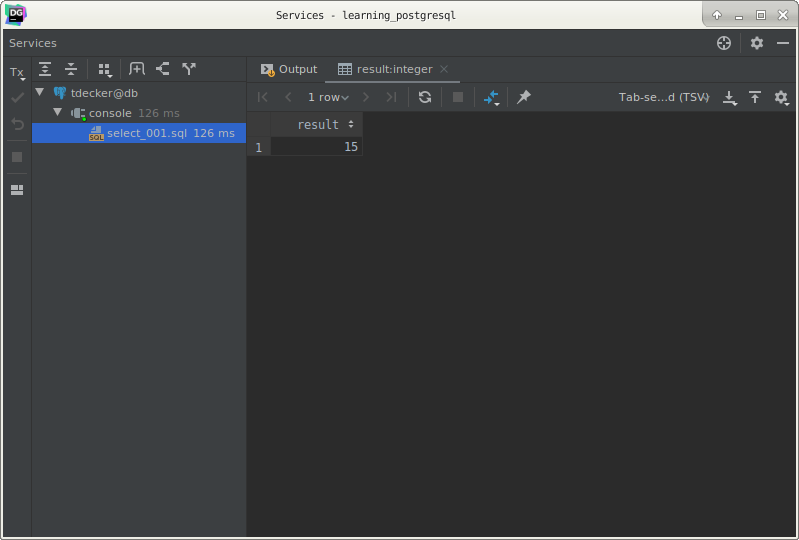 DG
Services - learning_postgresql
Services
Tx
Output
result:integer
tdecker@db
1 row
Tab-se...d (TSV)
console 126 ms
result
select_001.sql 126 ms
SQL
1
15